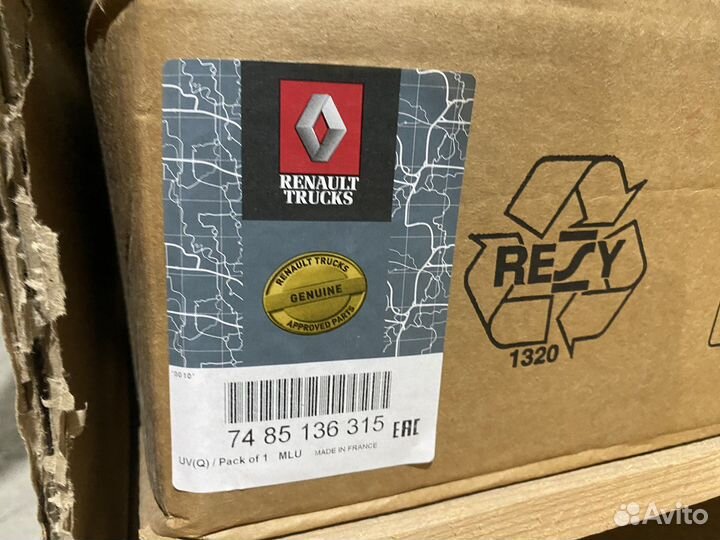 RENAULT
TRUCKS
RENAULT TRUCKS
GENUINE
APPROVED PARTS
"0010"
74 85 136 315 EAC
UV(Q) / Pack of 1 MLU MADE IN FRANCE
RESY
1320
Avito